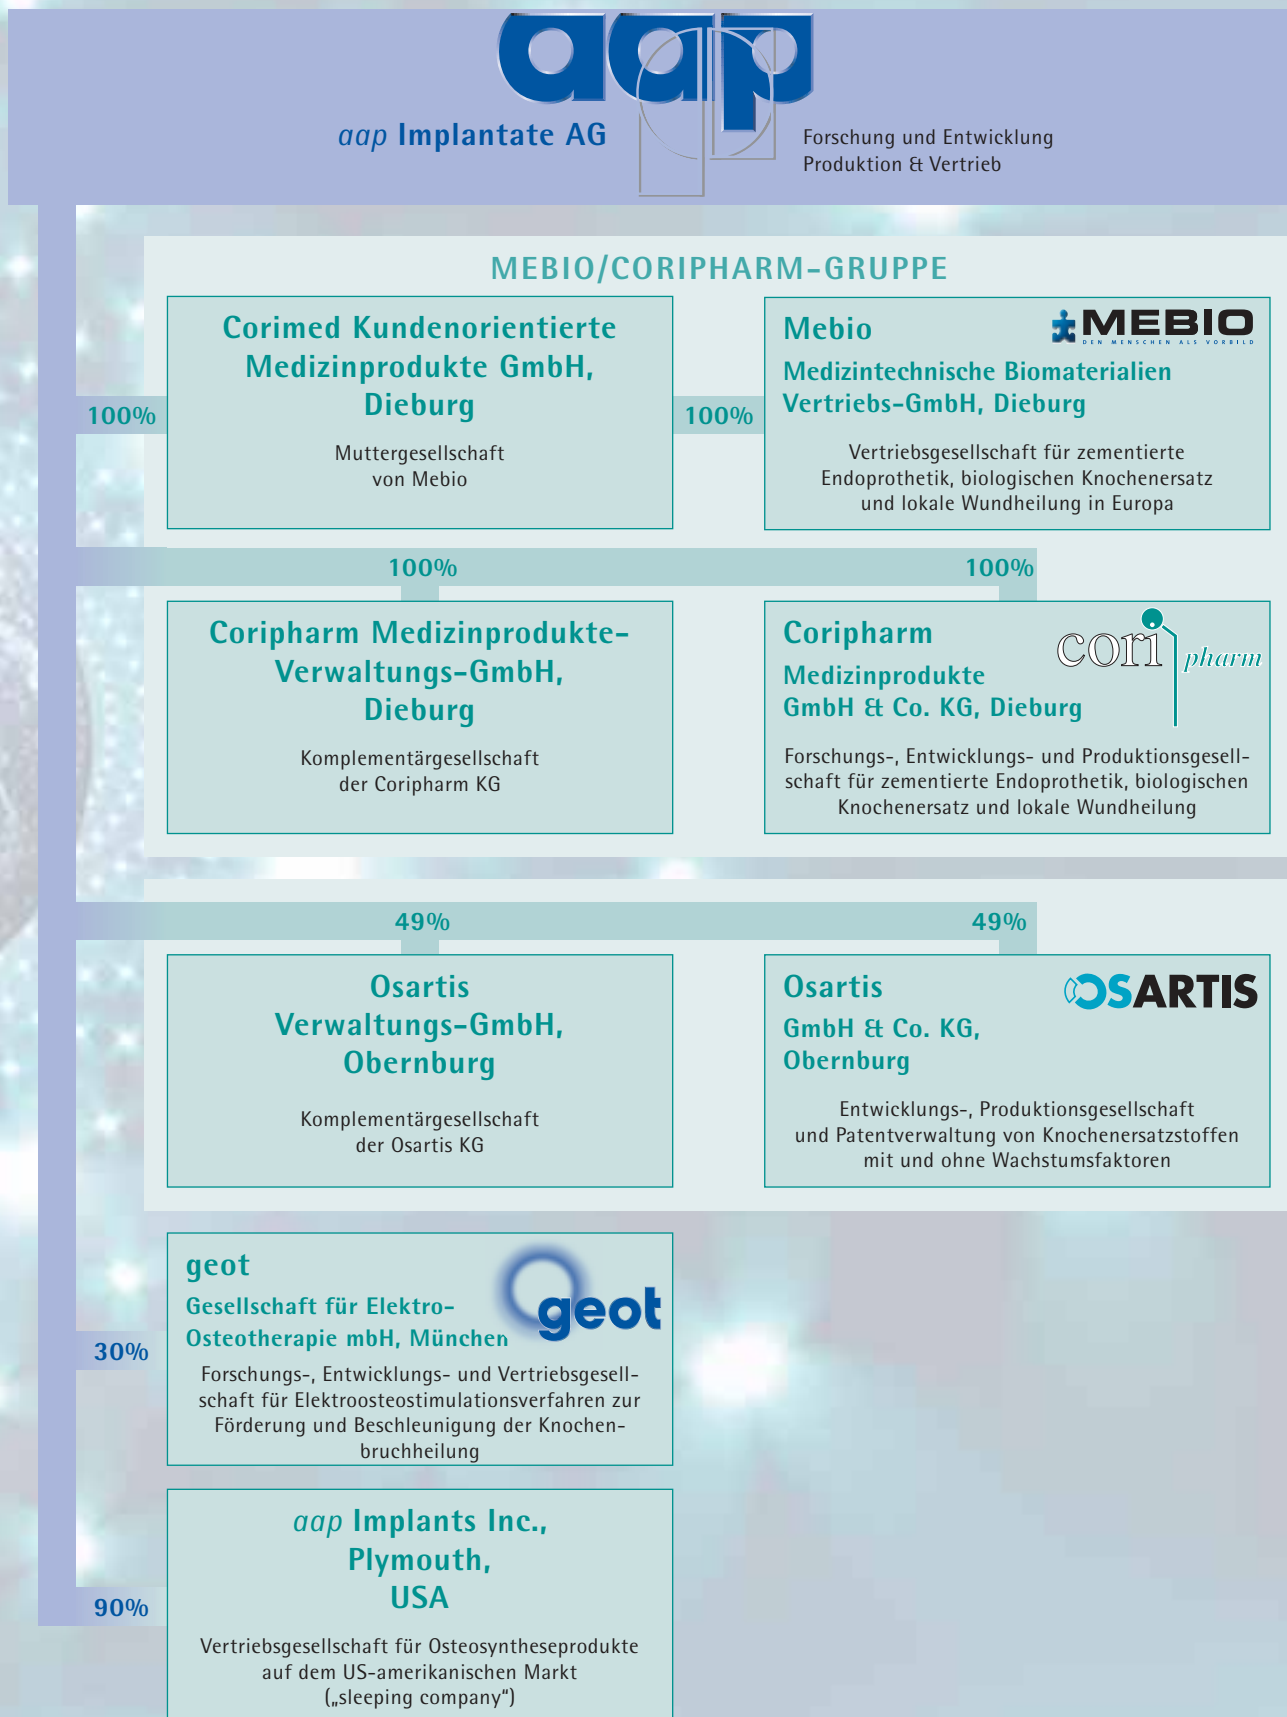 aap
aap Implantate AG
Forschung und Entwicklung
Produktion & Vertrieb
MEBIO/CORIPHARM-GRUPPE
100%
Corimed Kundenorientierte
Medizinprodukte GmbH,
Dieburg
Muttergesellschaft
von Mebio
100%
Mebio
MEBIO
DEN MENSCHEN ALS VORBILD
Medizintechnische Biomaterialien
Vertriebs-GmbH, Dieburg
Vertriebsgesellschaft für zementierte
Endoprothetik, biologischen Knochenersatz
und lokale Wundheilung in Europa
100%
100%
Coripharm Medizinprodukte-
Verwaltungs-GmbH,
Dieburg
Komplementärgesellschaft
der Coripharm KG
Coripharm
cori pharm
Medizinprodukte
GmbH & Co. KG, Dieburg
Forschungs-, Entwicklungs- und Produktionsgesell-
schaft für zementierte Endoprothetik, biologischen
Knochenersatz und lokale Wundheilung
49%
49%
Osartis
Verwaltungs-GmbH,
Obernburg
Komplementärgesellschaft
der Osartis KG
Osartis
OSARTIS
GmbH & Co. KG,
Obernburg
Entwicklungs-, Produktionsgesellschaft
und Patentverwaltung von Knochenersatzstoffen
mit und ohne Wachstumsfaktoren
30%
geot
geot
Gesellschaft für Elektro-
Osteotherapie mbH, München
Forschungs-, Entwicklungs- und Vertriebsgesell-
schaft für Elektroosteostimulationsverfahren zur
Förderung und Beschleunigung der Knochen-
bruchheilung
90%
aap Implants Inc.,
Plymouth,
USA
Vertriebsgesellschaft für Osteosyntheseprodukte
auf dem US-amerikanischen Markt
(„sleeping company“)